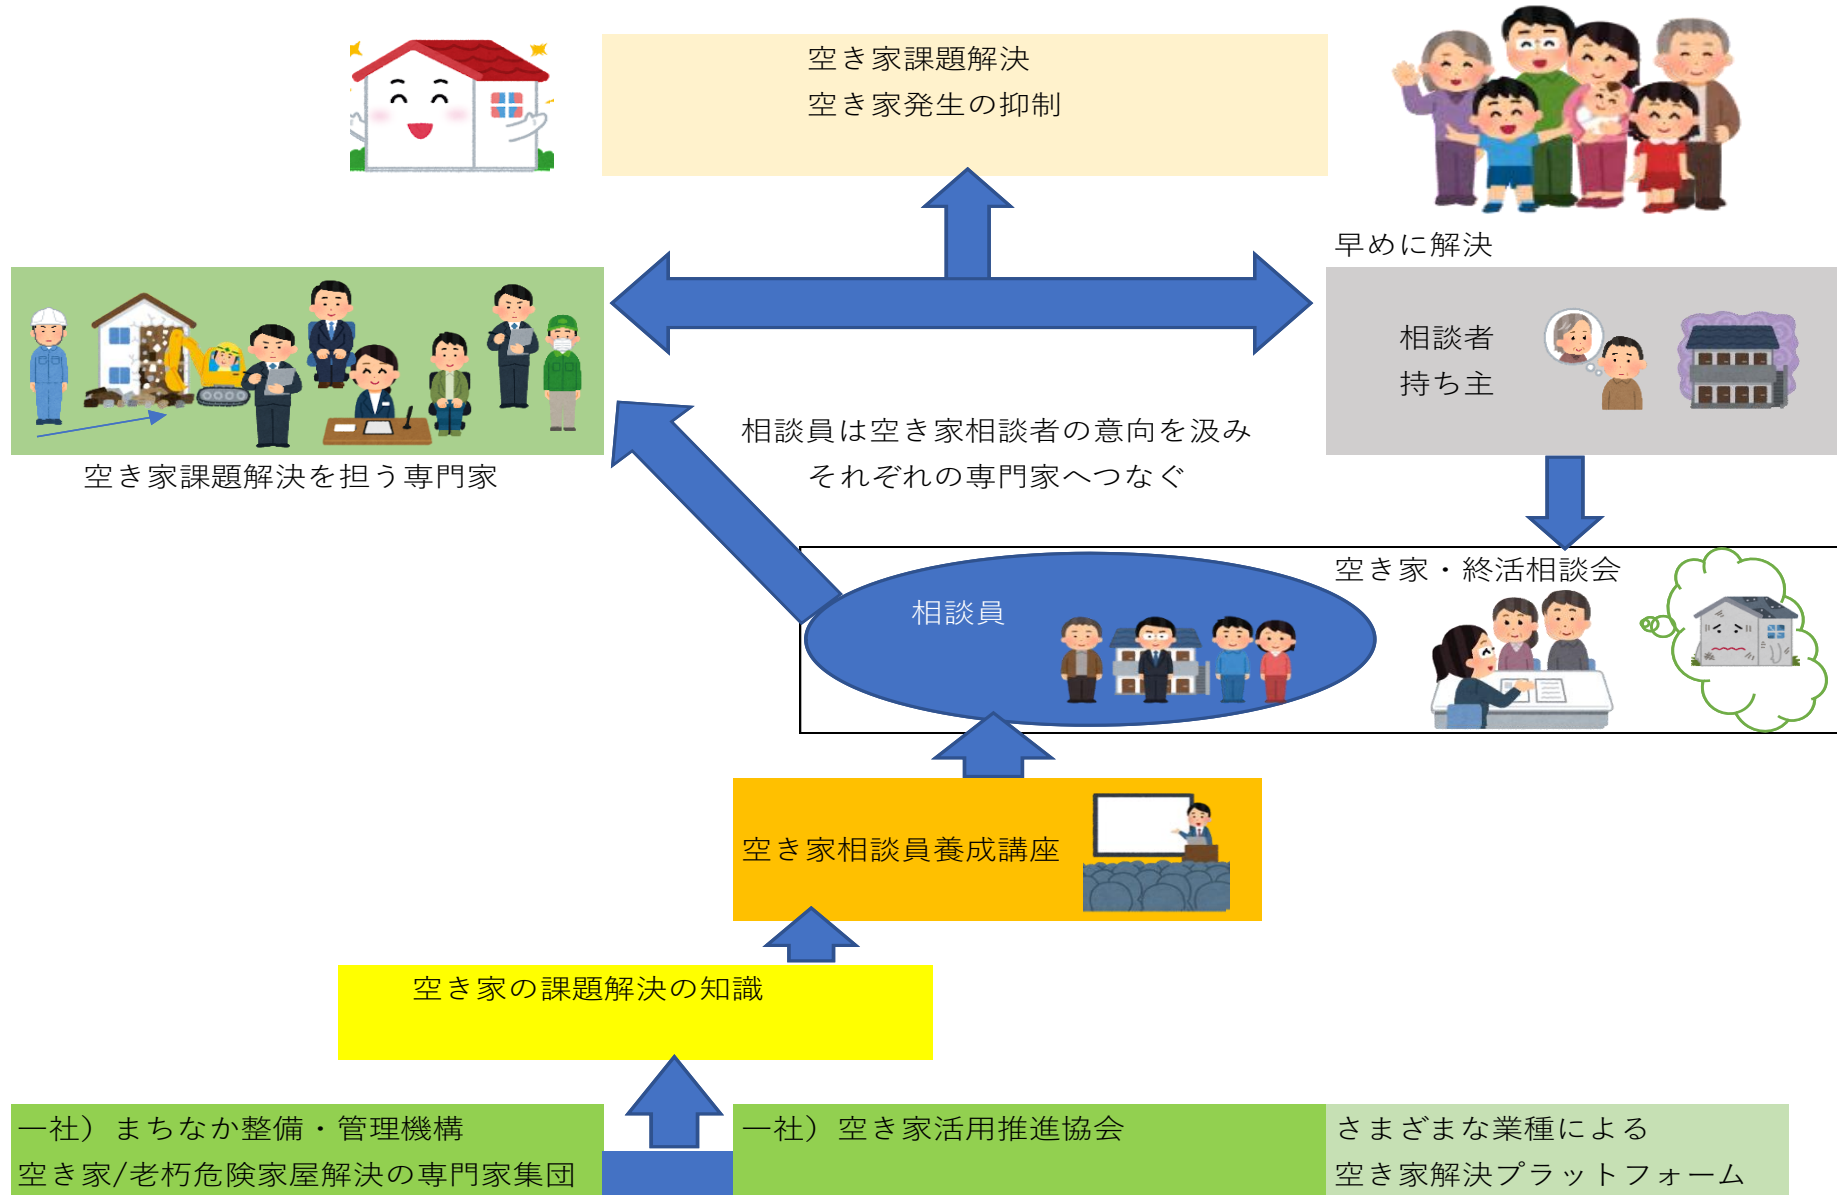 空き家課題解決
空き家発生の抑制
早めに解決
相談者
持ち主
空き家課題解決を担う専門家
相談員は空き家相談者の意向を汲み
それぞれの専門家へつなぐ
空き家・終活相談会
相談員
空き家相談員養成講座
空き家の課題解決の知識
一社）まちなか整備・管理機構
空き家/老朽危険家屋解決の専門家集団
一社）空き家活用推進協会
さまざまな業種による
空き家解決プラットフォーム